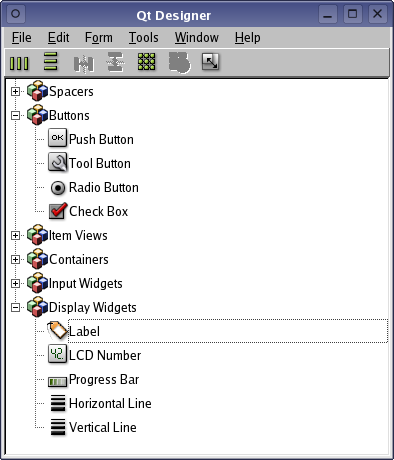 Qt Designer
File Edit Form Tools Window Help
Spacers
Buttons
OK Push Button
Tool Button
Radio Button
Check Box
Item Views
Containers
Input Widgets
Display Widgets
Label
42 LCD Number
Progress Bar
Horizontal Line
Vertical Line